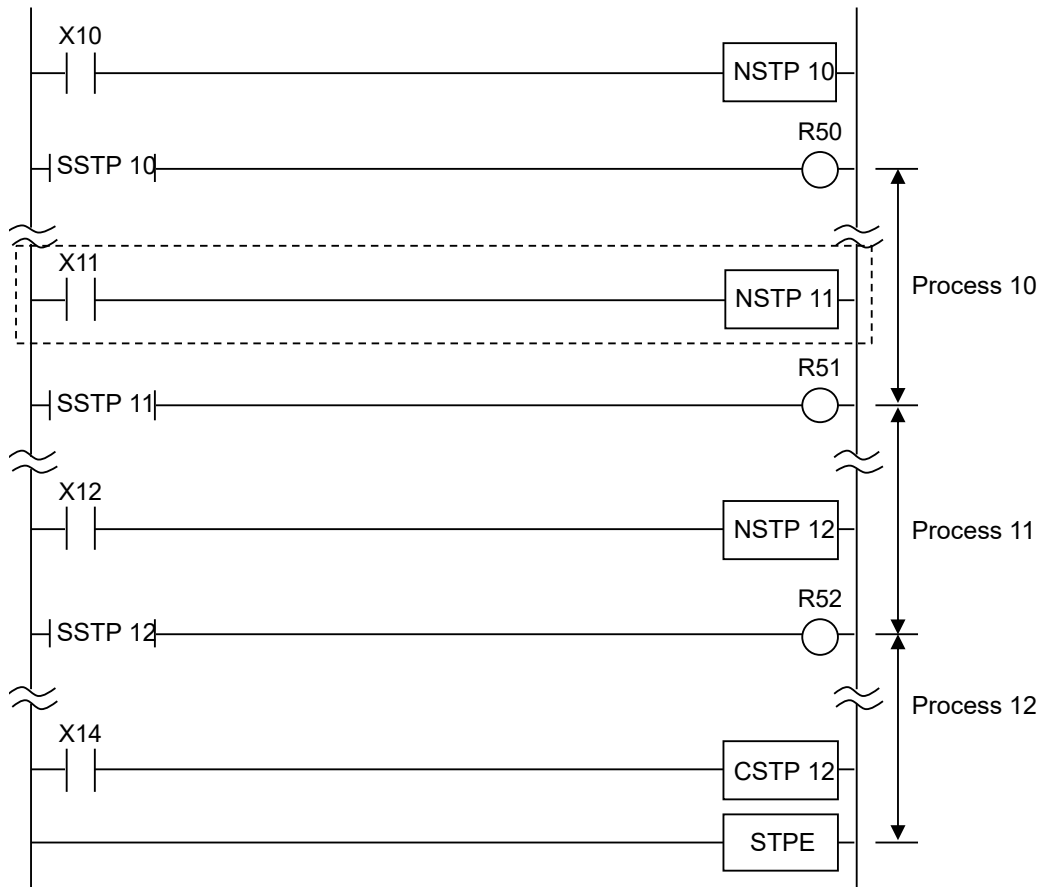 X10
NSTP 10
R50
SSTP 10
X11
NSTP 11
Process 10
R51
SSTP 11
X12
NSTP 12
Process 11
R52
SSTP 12
Process 12
X14
CSTP 12
STPE